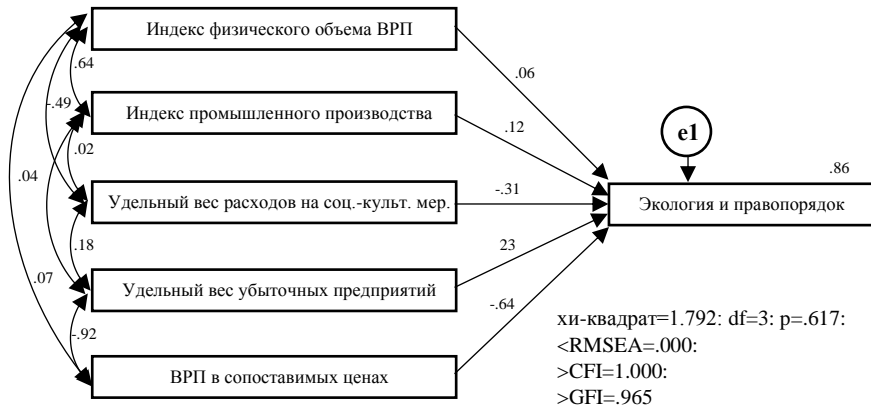 Индекс физического объема ВРП
.64
.06
-.49
Индекс промышленного производства
.12
e1
.02
.86
.04
Удельный вес расходов на соц.-культ. мер.
-.31
Экология и правопорядок
.18
23
.07
Удельный вес убыточных предприятий
-.64
-.92
хи-квадрат=1.792: df=3: p=.617:
<RMSEA=.000:
ВРП в сопоставимых ценах
>CFI=1.000:
>GFI=.965